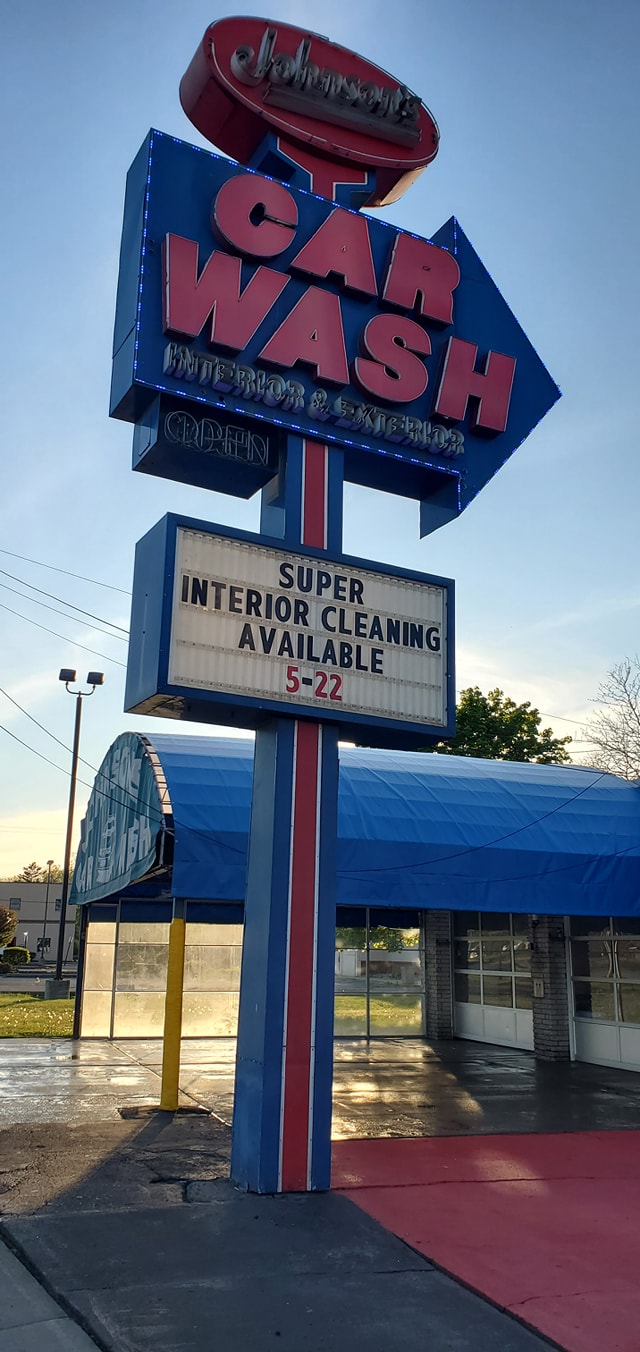 Johnson's
CAR
WASH
INTERIOR & EXTERIOR
OPEN
SUPER
INTERIOR CLEANING
AVAILABLE
5-22